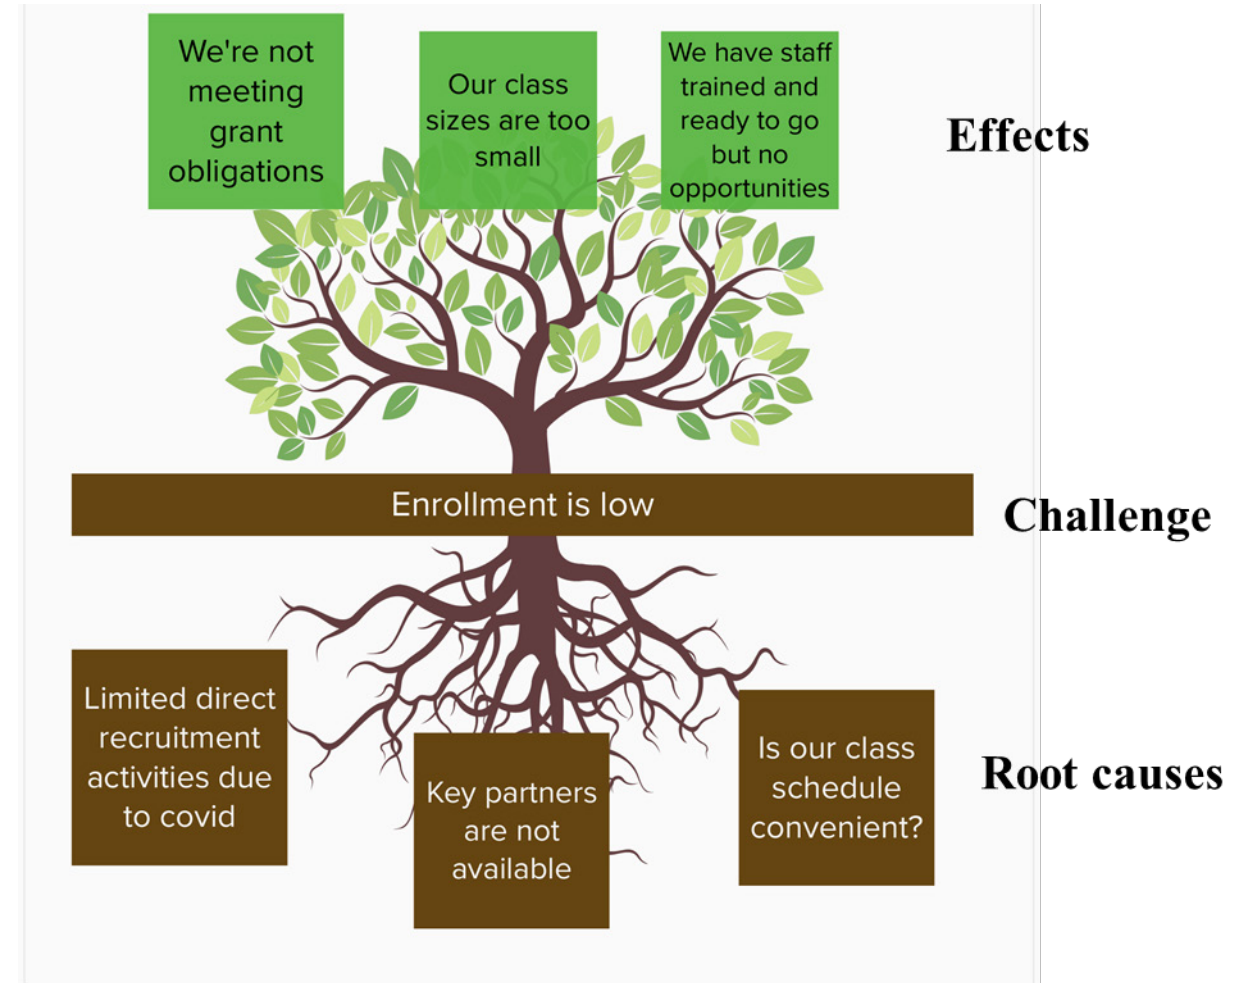 We're not
meeting
grant
obligations
Our class
sizes are too
small
We have staff
trained and
ready to go
but no
opportunities
Effects
Enrollment is low
Challenge
Limited direct
recruitment
activities due
to covid
Key partners
are not
available
Is our class
schedule
convenient?
Root causes